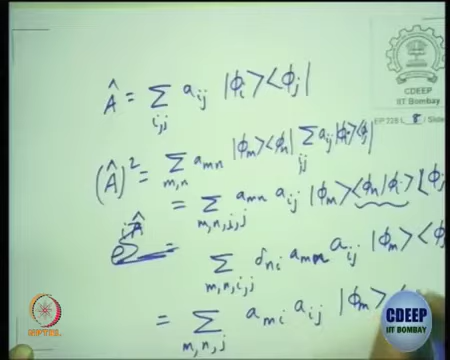 Â = Σ_{i,j} a_{ij} |φ_i><φ_j|
CDEEP
IIT Bombay
EP 728 L 8 / Slide
(Â)² = Σ_{m,n} a_{mn} |φ_m><φ_n| Σ_{ij} a_{ij} |φ_i><φ_j|
= Σ_{m,n,i,j} a_{mn} a_{ij} |φ_m><φ_n|φ_i><φ_j
Σ_{m,n,i,j} δ_{ni} a_{mn} a_{ij} |φ_m><φ
= Σ_{m,n,j} a_{mi} a_{ij} |φ_m>
NPTEL
CDEEP
IIT Bombay